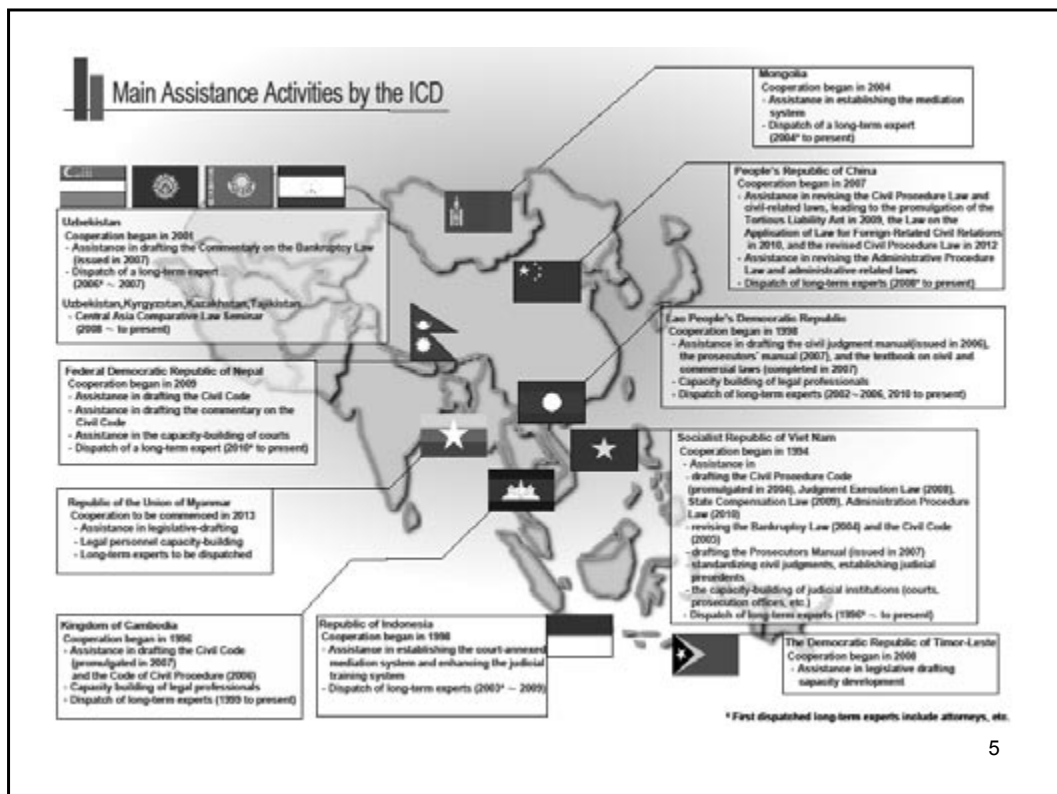 Main Assistance Activities by the ICD
Mongolia
Cooperation began in 2004
- Assistance in establishing the mediation
system
- Dispatch of a long-term expert
(2004* to present)
People's Republic of China
Cooperation began in 2007
- Assistance in revising the Civil Procedure Law and
civil-related laws, leading to the promulgation of the
Tortious Liability Act in 2009, the Law on the
Application of Law for Foreign-Related Civil Relations
in 2010, and the revised Civil Procedure Law in 2012
- Assistance in revising the Administrative Procedure
Law and administrative-related laws
- Dispatch of long-term experts (2008* to present)
Uzbekistan
Cooperation began in 2001
- Assistance in drafting the Commentary on the Bankruptcy Law
(issued in 2007)
- Dispatch of a long-term expert
(2006* ~ 2007)
Uzbekistan,Kyrgyzstan,Kazakhstan,Tajikistan
- Central Asia Comparative Law Seminar
(2008 ~ to present)
Lao People's Democratic Republic
Cooperation began in 1998
- Assistance in drafting the civil judgment manual(issued in 2006),
the prosecutors' manual (2007), and the textbook on civil and
commercial laws (completed in 2007)
- Capacity building of legal professionals
- Dispatch of long-term experts (2002~2006, 2010 to present)
Federal Democratic Republic of Nepal
Cooperation began in 2009
- Assistance in drafting the Civil Code
- Assistance in drafting the commentary on the
Civil Code
- Assistance in the capacity-building of courts
- Dispatch of a long-term expert (2010* to present)
Socialist Republic of Viet Nam
Cooperation began in 1994
- Assistance in
- drafting the Civil Procedure Code
(promulgated in 2004), Judgment Execution Law (2008),
State Compensation Law (2009), Administration Procedure
Law (2010)
- revising the Bankruptcy Law (2004) and the Civil Code
(2005)
- drafting the Prosecutors Manual (issued in 2007)
- standardizing civil judgments, establishing judicial
precedents
- the capacity-building of judicial institutions (courts,
prosecution offices, etc.)
- Dispatch of long-term experts (1996* ~ to present)
Republic of the Union of Myanmar
Cooperation to be commenced in 2013
- Assistance in legislative-drafting
- Legal personnel capacity-building
- Long-term experts to be dispatched
Kingdom of Cambodia
Cooperation began in 1996
- Assistance in drafting the Civil Code
(promulgated in 2007)
and the Code of Civil Procedure (2006)
- Capacity building of legal professionals
- Dispatch of long-term experts (1999 to present)
Republic of Indonesia
Cooperation began in 1998
- Assistance in establishing the court-annexed
mediation system and enhancing the judicial
training system
- Dispatch of long-term experts (2003* ~ 2009)
The Democratic Republic of Timor-Leste
Cooperation began in 2008
- Assistance in legislative drafting
capacity development
* First dispatched long-term experts include attorneys, etc.
5